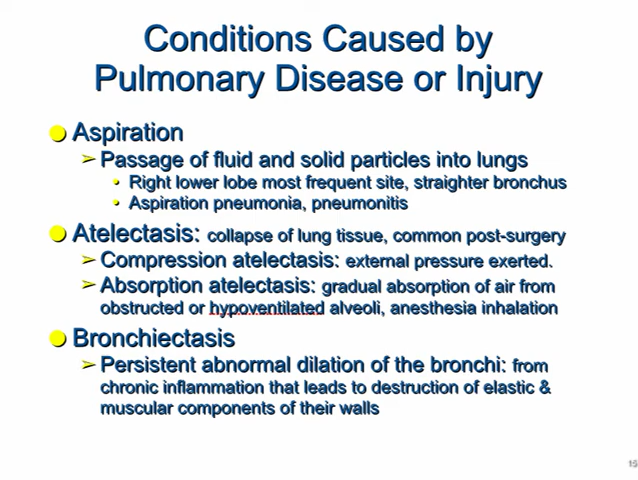 Conditions Caused by
Pulmonary Disease or Injury
Aspiration
➢ Passage of fluid and solid particles into lungs
• Right lower lobe most frequent site, straighter bronchus
• Aspiration pneumonia, pneumonitis
Atelectasis: collapse of lung tissue, common post-surgery
➢ Compression atelectasis: external pressure exerted.
➢ Absorption atelectasis: gradual absorption of air from
obstructed or hypoventilated alveoli, anesthesia inhalation
Bronchiectasis
➢ Persistent abnormal dilation of the bronchi: from
chronic inflammation that leads to destruction of elastic &
muscular components of their walls
15